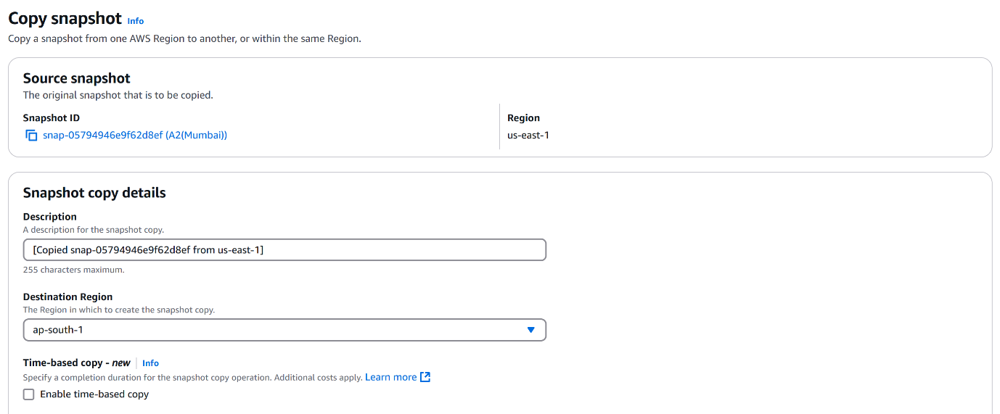 Copy snapshot Info
Copy a snapshot from one AWS Region to another, or within the same Region.
Source snapshot
The original snapshot that is to be copied.
Snapshot ID
snap-05794946e9f62d8ef (A2(Mumbai))
Region
us-east-1
Snapshot copy details
Description
A description for the snapshot copy.
[Copied snap-05794946e9f62d8ef from us-east-1]
255 characters maximum.
Destination Region
The Region in which to create the snapshot copy.
ap-south-1
Time-based copy - new Info
Specify a completion duration for the snapshot copy operation. Additional costs apply. Learn more
Enable time-based copy